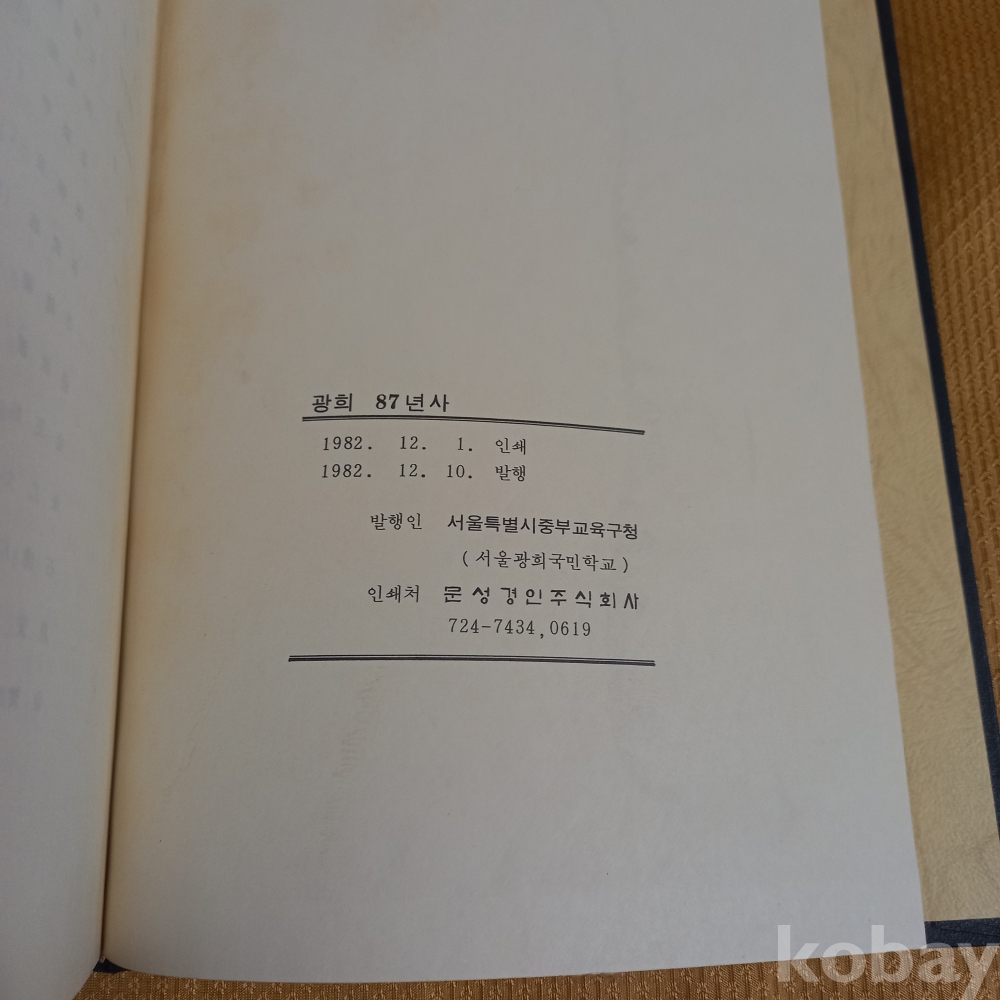 광희 87년사
1982. 12. 1. 인쇄
1982. 12. 10. 발행
발행인 서울특별시중부교육구청
(서울광희국민학교)
인쇄처 문성경인주식회사
724-7434,0619
kobay